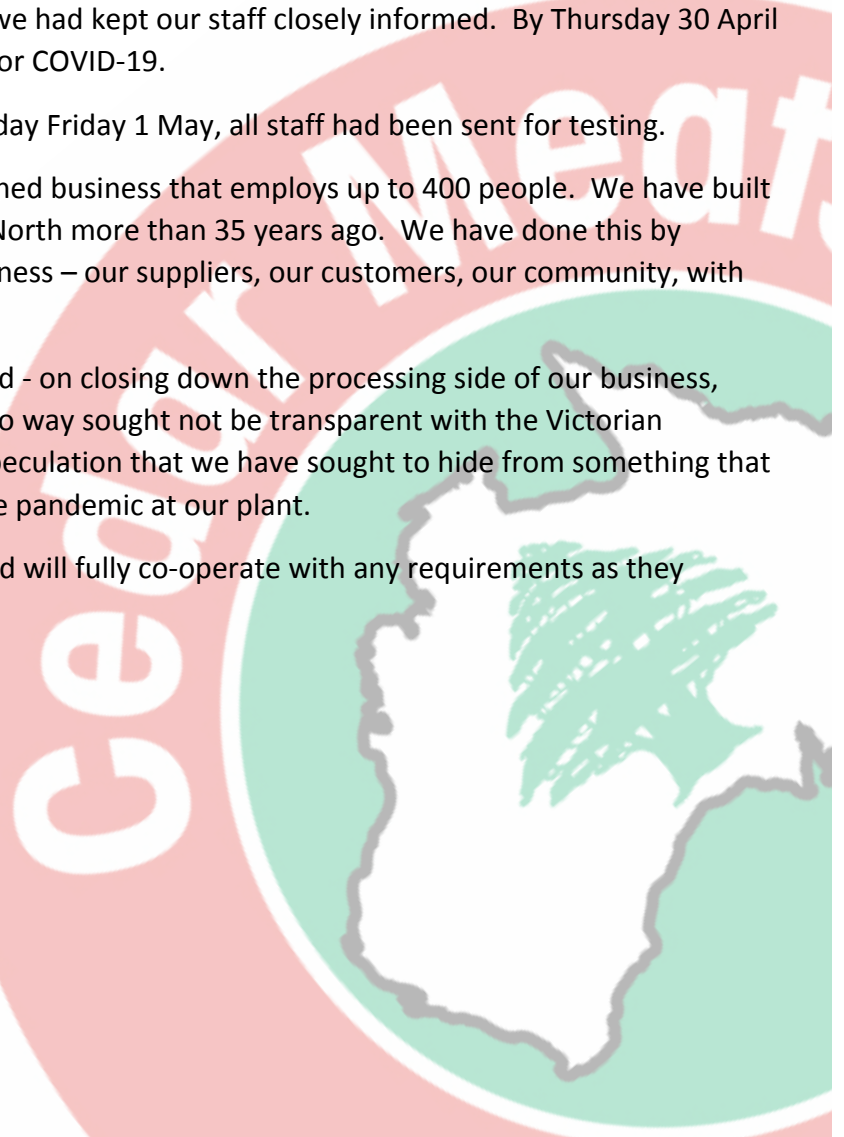 we had kept our staff closely informed.  By Thursday 30 April
or COVID-19.
day Friday 1 May, all staff had been sent for testing.
ned business that employs up to 400 people.  We have built
North more than 35 years ago.  We have done this by
ness – our suppliers, our customers, our community, with
d - on closing down the processing side of our business,
o way sought not be transparent with the Victorian
peculation that we have sought to hide from something that
e pandemic at our plant.
d will fully co-operate with any requirements as they
Cedar Meats